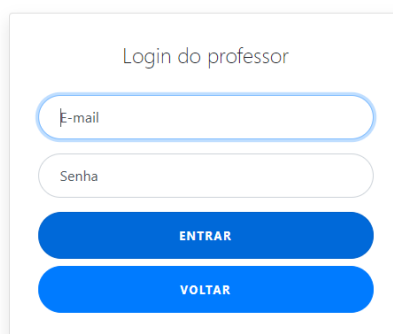 Login do professor
E-mail
Senha
ENTRAR
VOLTAR